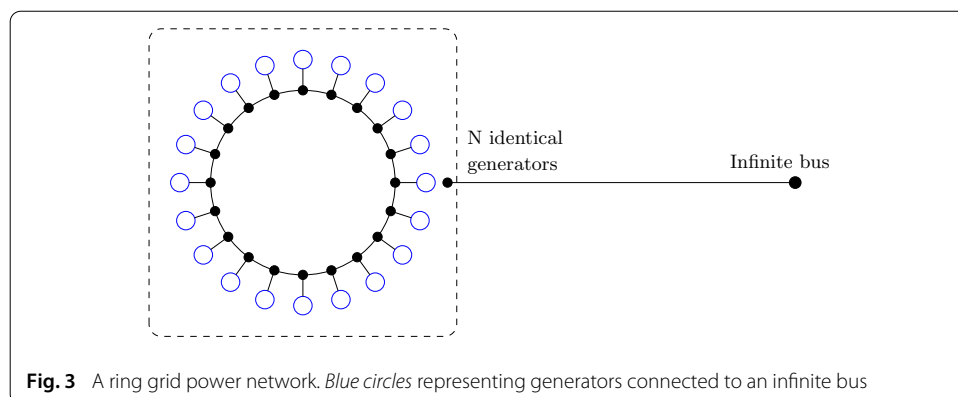 N identical
generators
Infinite bus
Fig. 3 A ring grid power network. Blue circles representing generators connected to an infinite bus